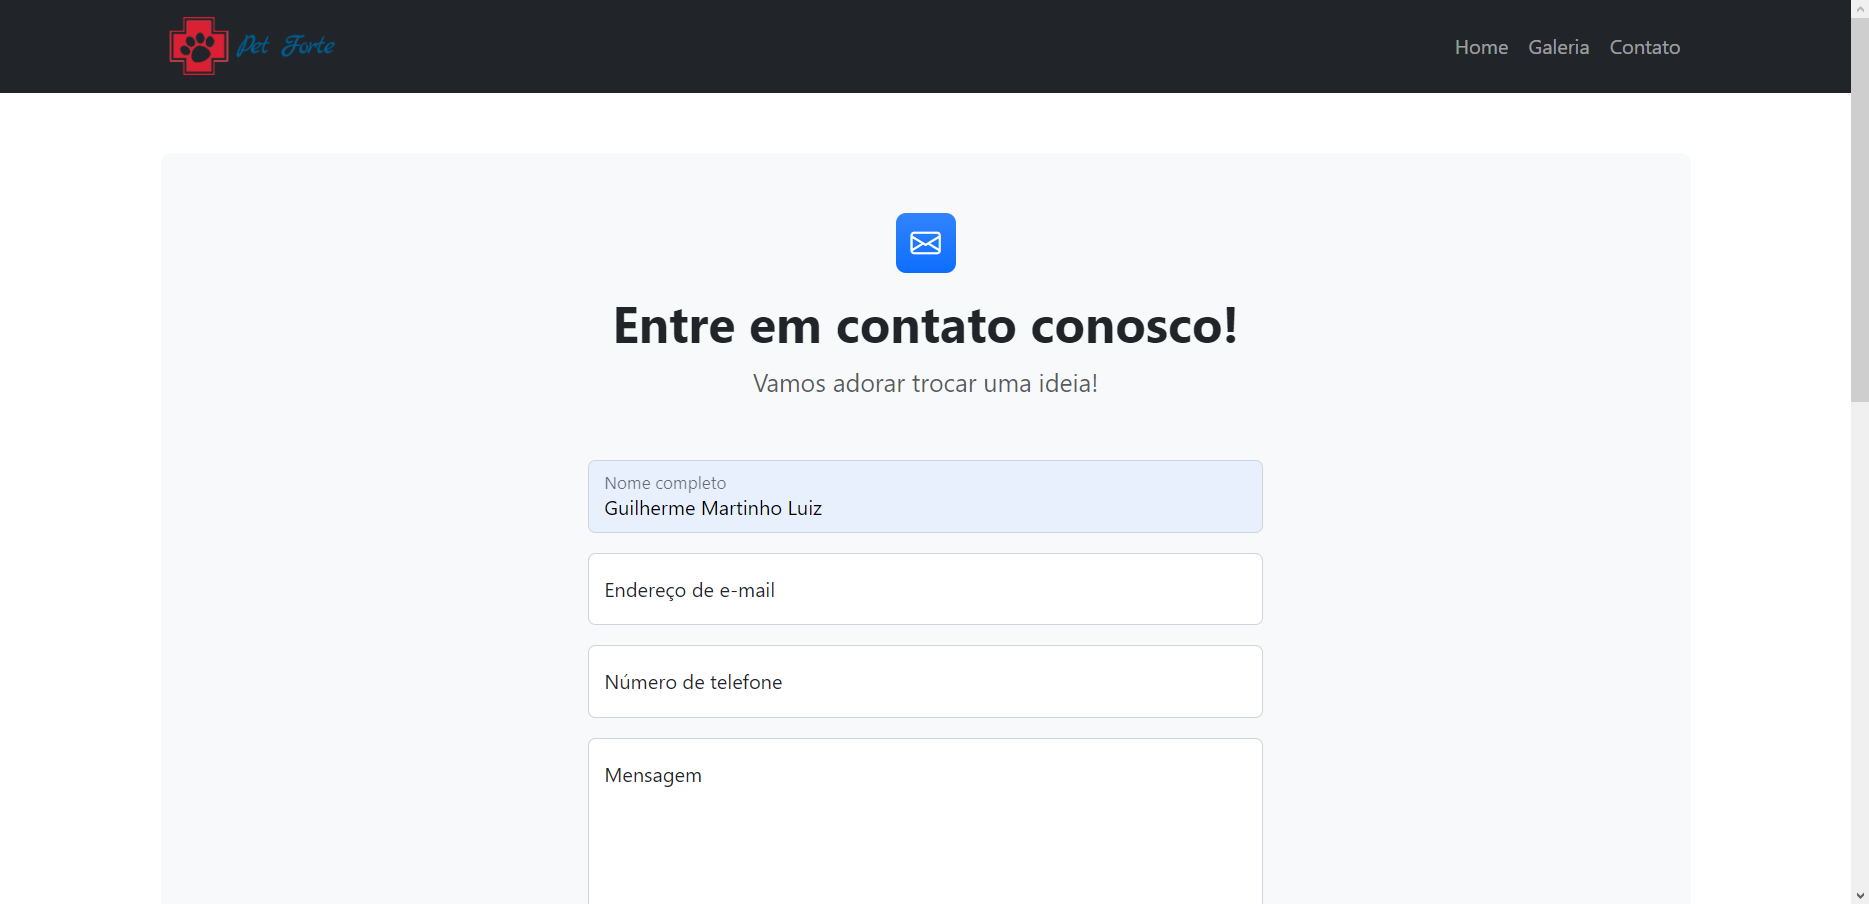 Pet Forte
Home Galeria Contato
Entre em contato conosco!
Vamos adorar trocar uma ideia!
Nome completo
Guilherme Martinho Luiz
Endereço de e-mail
Número de telefone
Mensagem